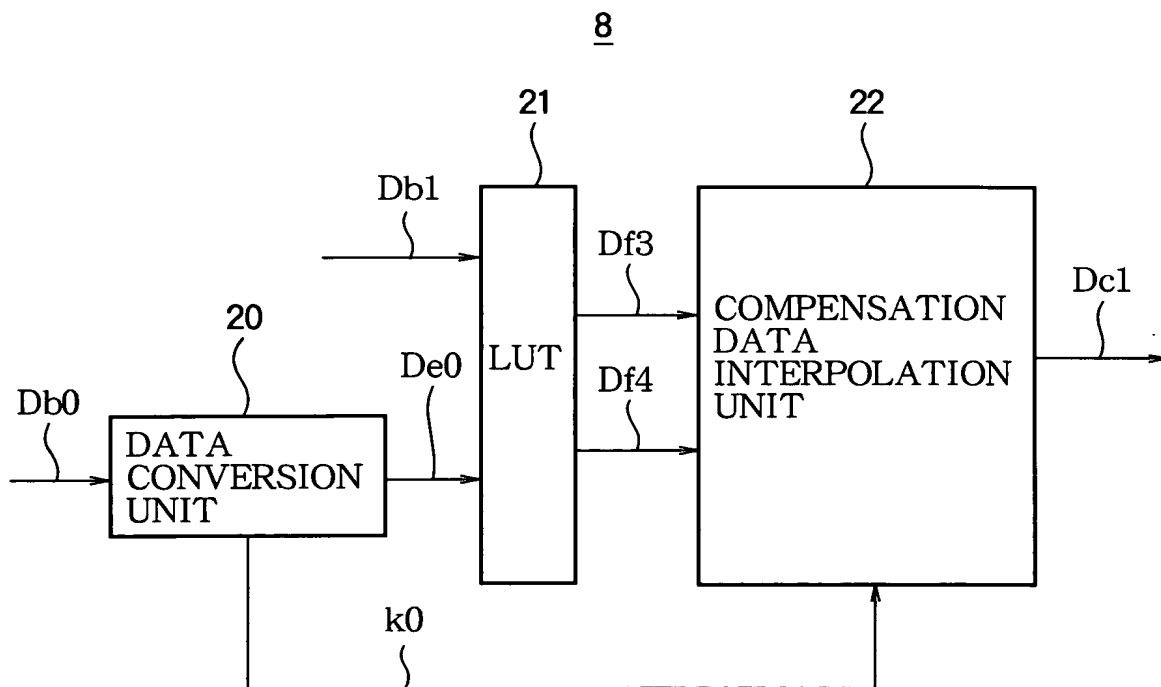 8
21
22
Db1
Df3
Dc1
COMPENSATION
DATA
INTERPOLATION
UNIT
20
LUT
De0
Df4
Db0
DATA
CONVERSION
UNIT
k0